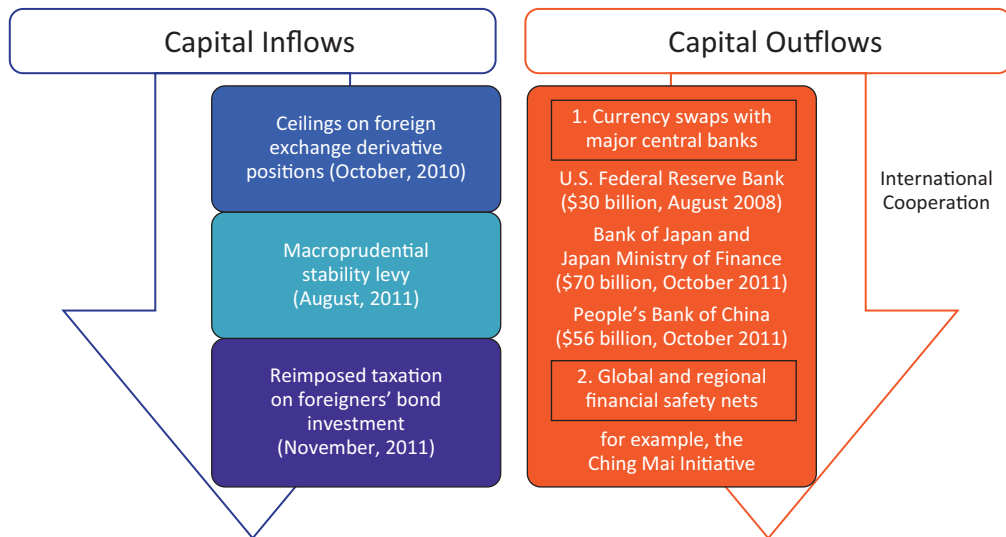 Capital Inflows
Ceilings on foreign
exchange derivative
positions (October, 2010)
Macroprudential
stability levy
(August, 2011)
Reimposed taxation
on foreigners’ bond
investment
(November, 2011)
Capital Outflows
1. Currency swaps with
major central banks
U.S. Federal Reserve Bank
($30 billion, August 2008)
Bank of Japan and
Japan Ministry of Finance
($70 billion, October 2011)
People’s Bank of China
($56 billion, October 2011)
2. Global and regional
financial safety nets
for example, the
Ching Mai Initiative
International
Cooperation